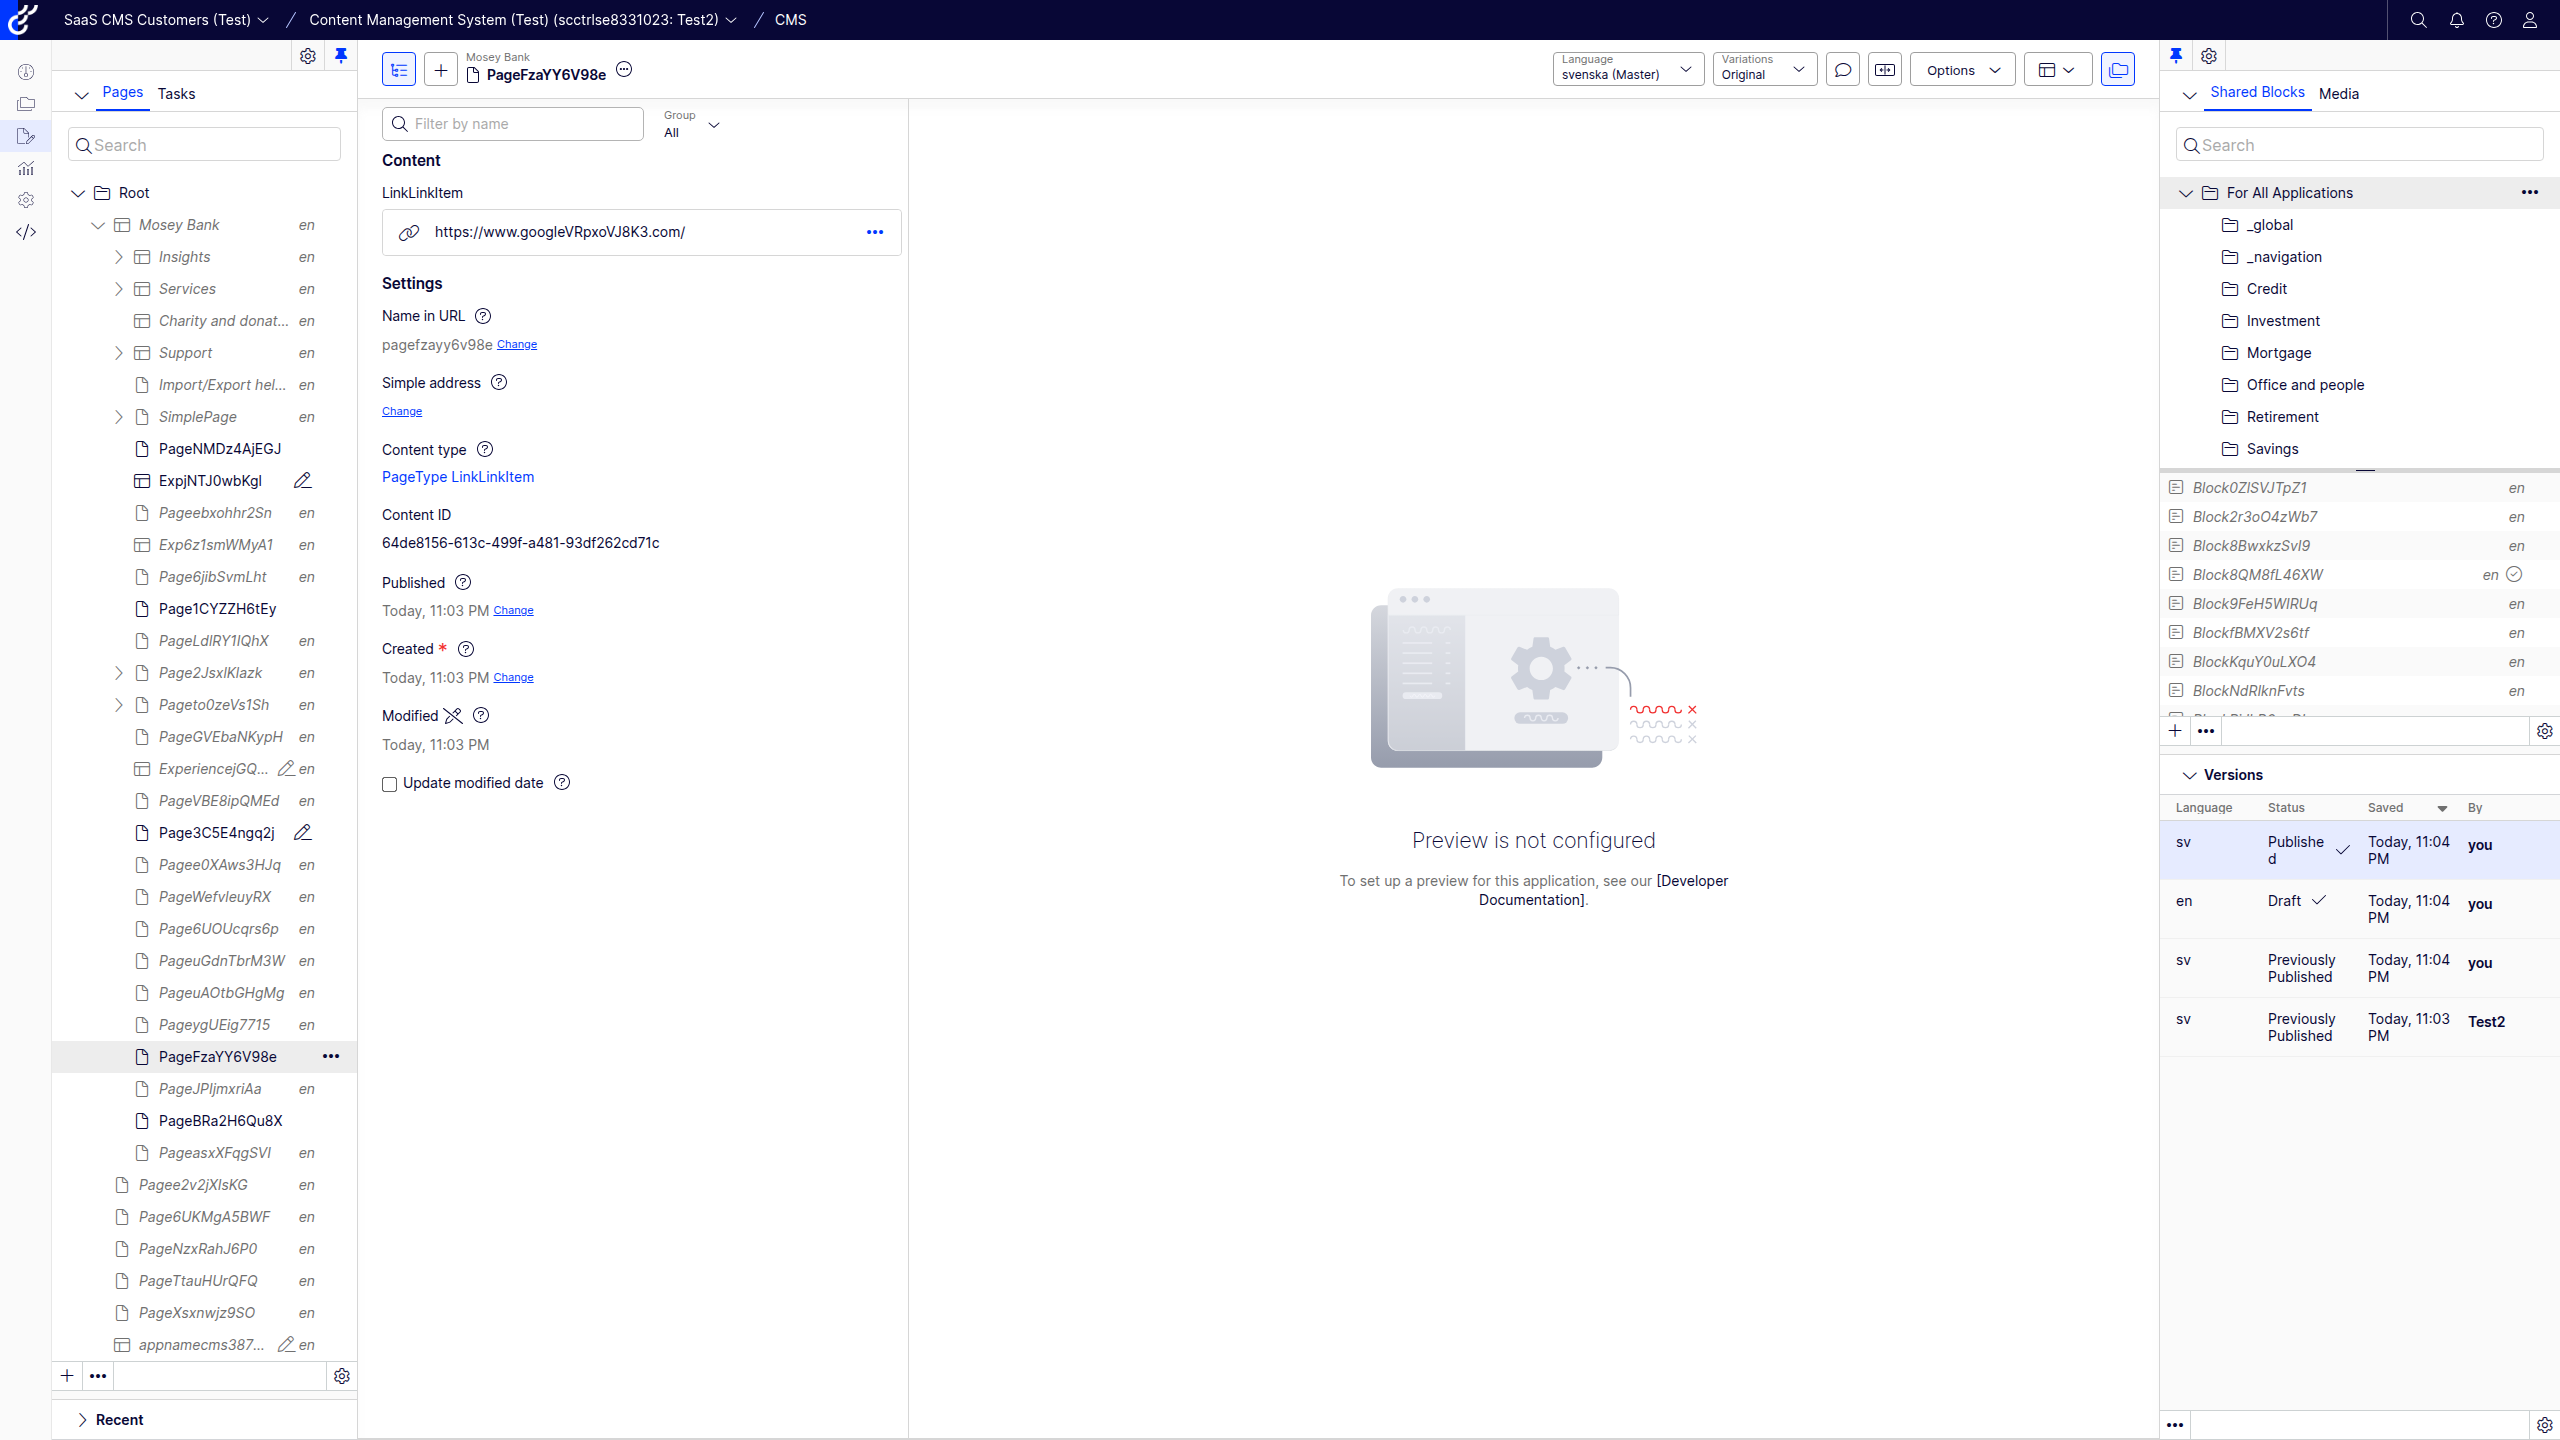 SaaS CMS Customers (Test)
Content Management System (Test) (scctrlse8331023: Test2)
CMS
Pages
Tasks
Search
Root
Mosey Bank en
Insights en
Services en
Charity and donat... en
Support en
Import/Export hel... en
SimplePage en
PageNMDz4AjEGJ
ExpjNTJ0wbKgl
Pageebxohhr2Sn en
Exp6z1smWMyA1 en
Page6jibSvmLht en
Page1CYZZH6tEy
PageLdlRY1IQhX en
Page2JsxIKlazk en
Pageto0zeVs1Sh en
PageGVEbaNKypH en
ExperiencejGQ... en
PageVBE8ipQMEd en
Page3C5E4ngq2j
Pagee0XAws3HJq en
PageWefvleuyRX en
Page6UOUcqrs6p en
PageuGdnTbrM3W en
PageuAOtbGHgMg en
PageygUEig7715 en
PageFzaYY6V98e
PageJPIjmxriAa en
PageBRa2H6Qu8X
PageasxXFqgSVI en
Pagee2v2jXIsKG en
Page6UKMgA5BWF en
PageNzxRahJ6P0 en
PageTtauHUrQFQ en
PageXsxnwjz9SO en
appnamecms387... en
Recent
Mosey Bank
PageFzaYY6V98e
Language
svenska (Master)
Variations
Original
Options
Filter by name
Group
All
Content
LinkLinkItem
https://www.googleVRpxoVJ8K3.com/
Settings
Name in URL
pagefzayy6v98e Change
Simple address
Change
Content type
PageType LinkLinkItem
Content ID
64de8156-613c-499f-a481-93df262cd71c
Published
Today, 11:03 PM Change
Created *
Today, 11:03 PM Change
Modified
Today, 11:03 PM
Update modified date
Preview is not configured
To set up a preview for this application, see our [Developer
Documentation].
Shared Blocks
Media
Search
For All Applications
_global
_navigation
Credit
Investment
Mortgage
Office and people
Retirement
Savings
Block0ZlSVJTpZ1 en
Block2r3oO4zWb7 en
Block8BwxkzSvI9 en
Block8QM8fL46XW en
Block9FeH5WlRUq en
BlockfBMXV2s6tf en
BlockKquY0uLXO4 en
BlockNdRlknFvts en
Versions
Language Status Saved By
sv Publishe Today, 11:04 you
d PM
en Draft Today, 11:04 you
PM
sv Previously Today, 11:04 you
Published PM
sv Previously Today, 11:03 Test2
Published PM